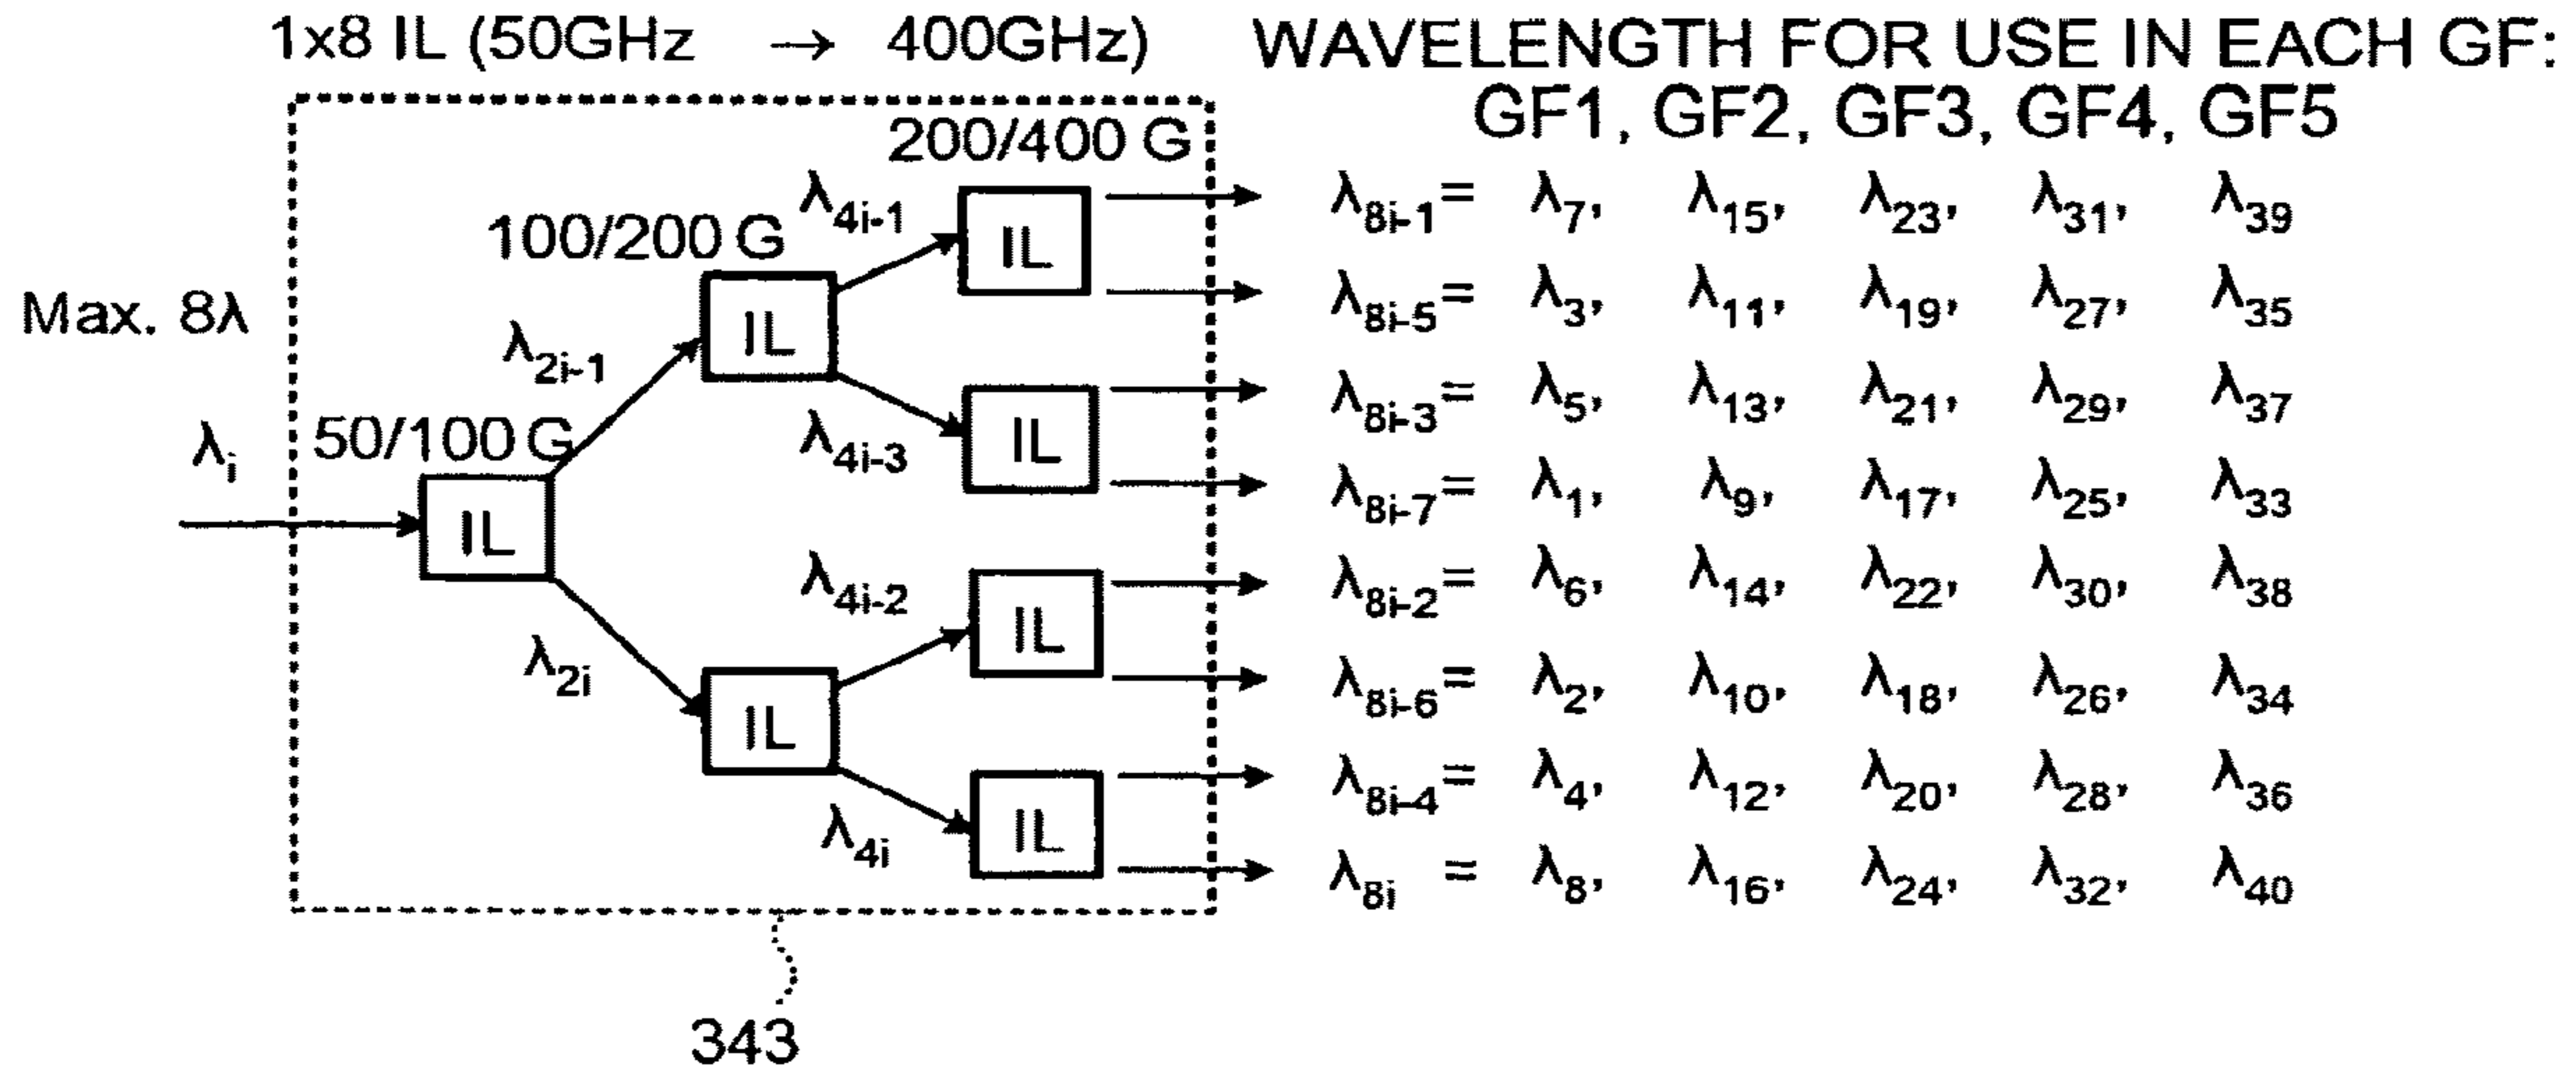 1x8 IL (50GHz → 400GHz)
WAVELENGTH FOR USE IN EACH GF:
GF1, GF2, GF3, GF4, GF5
200/400 G
100/200 G
50/100 G
Max. 8λ
λi
λ2i-1
λ2i
λ4i-1
λ4i-3
λ4i-2
λ4i
IL
IL
IL
IL
IL
IL
IL
λ8i-1= λ7, λ15, λ23, λ31, λ39
λ8i-5= λ3, λ11, λ19, λ27, λ35
λ8i-3= λ5, λ13, λ21, λ29, λ37
λ8i-7= λ1, λ9, λ17, λ25, λ33
λ8i-2= λ6, λ14, λ22, λ30, λ38
λ8i-6= λ2, λ10, λ18, λ26, λ34
λ8i-4= λ4, λ12, λ20, λ28, λ36
λ8i = λ8, λ16, λ24, λ32, λ40
343